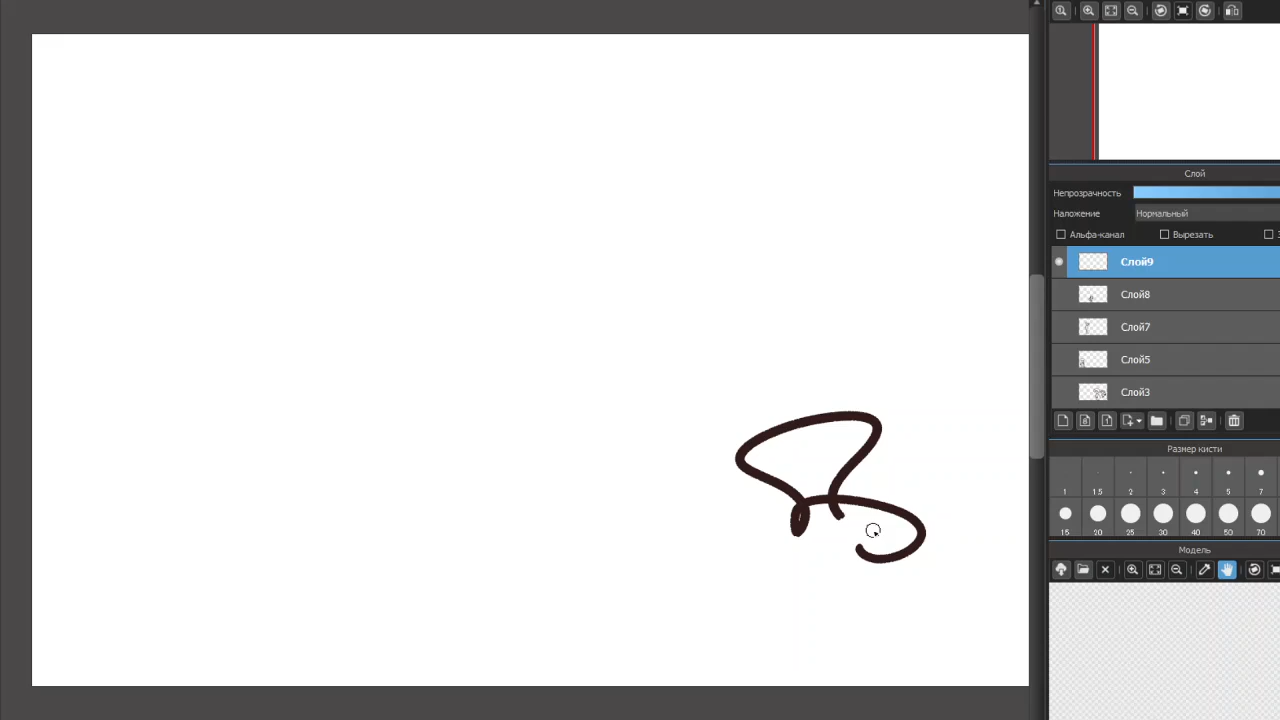 Слой
Непрозрачность
Наложение Нормальный
Альфа-канал Вырезать
Слой9
Слой8
Слой7
Слой5
Слой3
Размер кисти
1 1.5 2 3 4 5 7
15 20 25 30 40 50 70
Модель